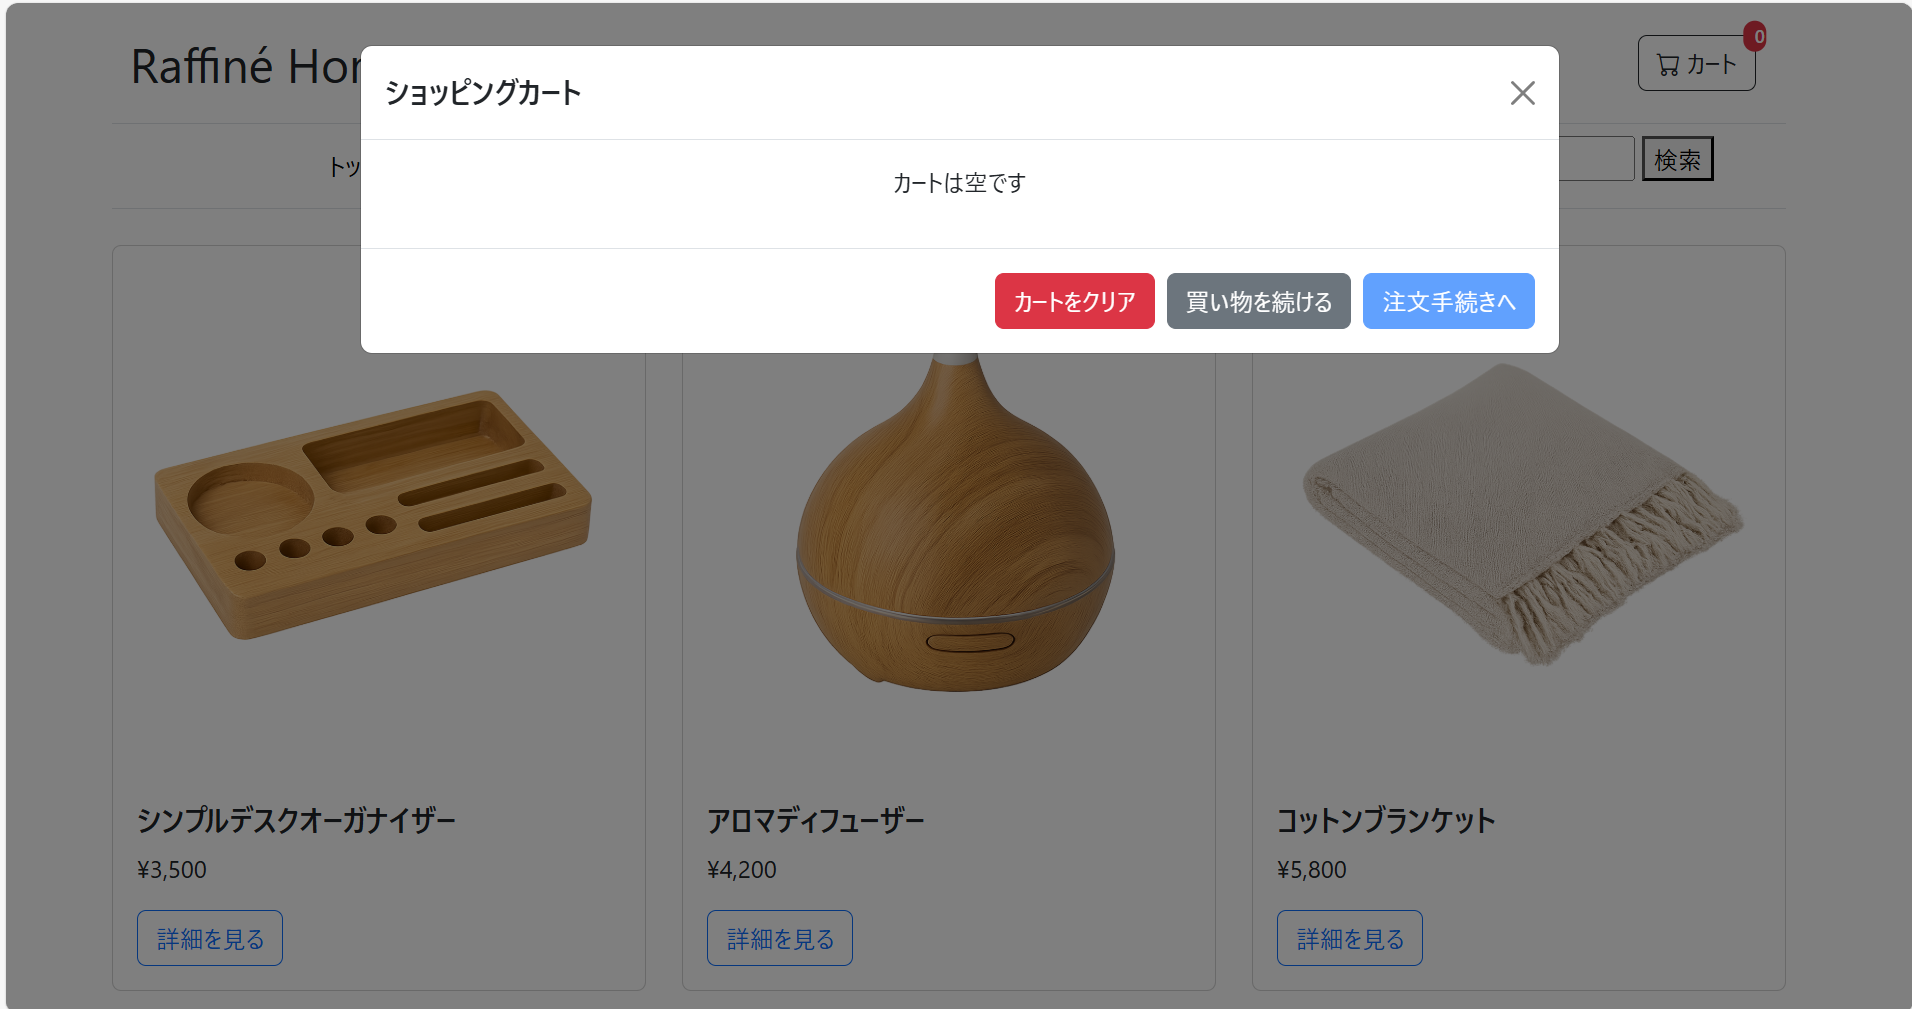 Raffiné Hor
0
カート
ショッピングカート
トッ
検索
カートは空です
カートをクリア
買い物を続ける
注文手続きへ
シンプルデスクオーガナイザー
¥3,500
詳細を見る
アロマディフューザー
¥4,200
詳細を見る
コットンブランケット
¥5,800
詳細を見る